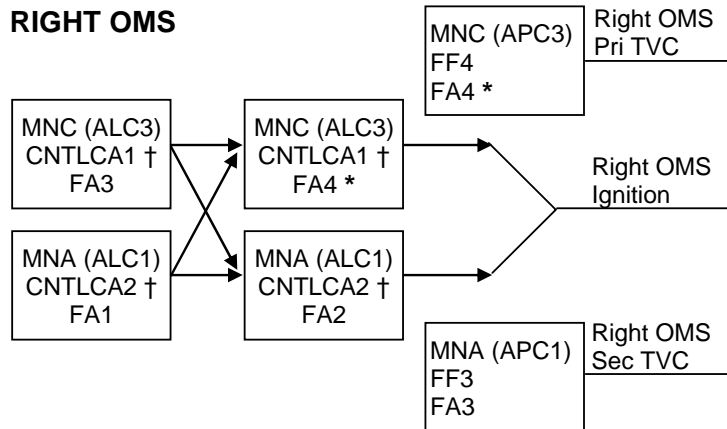 RIGHT OMS
MNC (APC3)
FF4
FA4 *
Right OMS
Pri TVC
MNC (ALC3)
CNTLCA1 †
FA3
MNC (ALC3)
CNTLCA1 †
FA4 *
Right OMS
Ignition
MNA (ALC1)
CNTLCA2 †
FA1
MNA (ALC1)
CNTLCA2 †
FA2
MNA (APC1)
FF3
FA3
Right OMS
Sec TVC